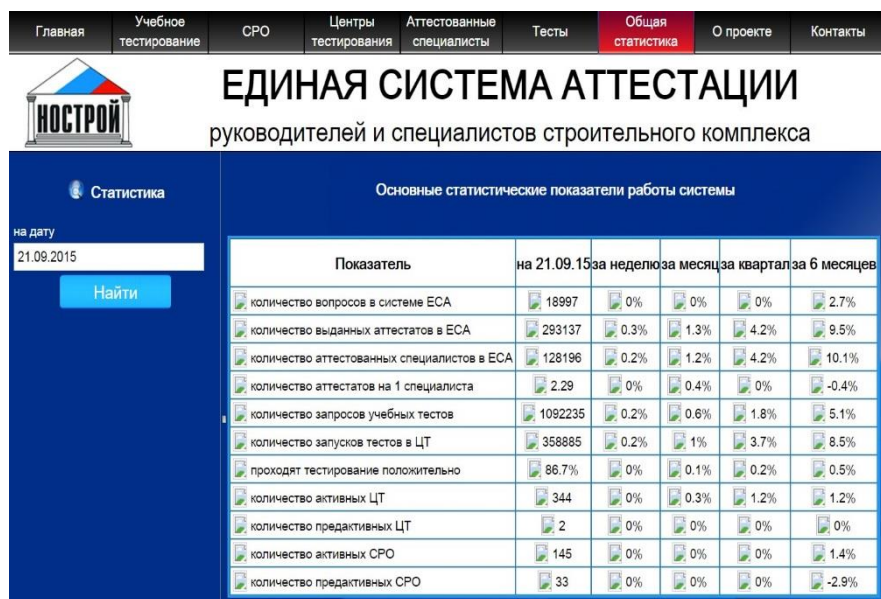 Главная
Учебное
тестирование
СРО
Центры
тестирования
Аттестованные
специалисты
Тесты
Общая
статистика
О проекте
Контакты
НОСТРОЙ
ЕДИНАЯ СИСТЕМА АТТЕСТАЦИИ
руководителей и специалистов строительного комплекса
Статистика
на дату
21.09.2015
Найти
Основные статистические показатели работы системы
Показатель на 21.09.15 за неделю за месяц за квартал за 6 месяцев
количество вопросов в системе ЕСА 18997 0% 0% 0% 2.7%
количество выданных аттестатов в ЕСА 293137 0.3% 1.3% 4.2% 9.5%
количество аттестованных специалистов в ЕСА 128196 0.2% 1.2% 4.2% 10.1%
количество аттестатов на 1 специалиста 2.29 0% 0.4% 0% -0.4%
количество запросов учебных тестов 1092235 0.2% 0.6% 1.8% 5.1%
количество запусков тестов в ЦТ 358885 0.2% 1% 3.7% 8.5%
проходят тестирование положительно 86.7% 0% 0.1% 0.2% 0.5%
количество активных ЦТ 344 0% 0.3% 1.2% 1.2%
количество предактивных ЦТ 2 0% 0% 0% 0%
количество активных СРО 145 0% 0% 0% 1.4%
количество предактивных СРО 33 0% 0% 0% -2.9%